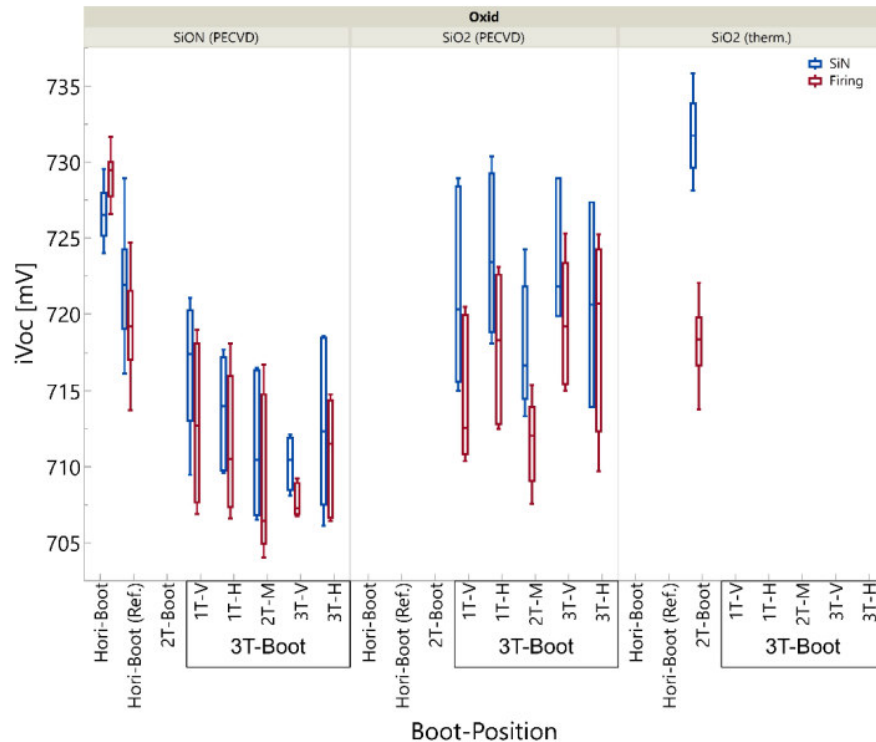 Oxid
SiON (PECVD) SiO2 (PECVD) SiO2 (therm.)
SiN
Firing
735
730
725
720
715
710
705
iVoc [mV]
Hori-Boot Hori-Boot (Ref.) 2T-Boot 1T-V 1T-H 2T-M 3T-V 3T-H Hori-Boot Hori-Boot (Ref.) 2T-Boot 1T-V 1T-H 2T-M 3T-V 3T-H Hori-Boot Hori-Boot (Ref.) 2T-Boot 1T-V 1T-H 2T-M 3T-V 3T-H
3T-Boot 3T-Boot 3T-Boot
Boot-Position